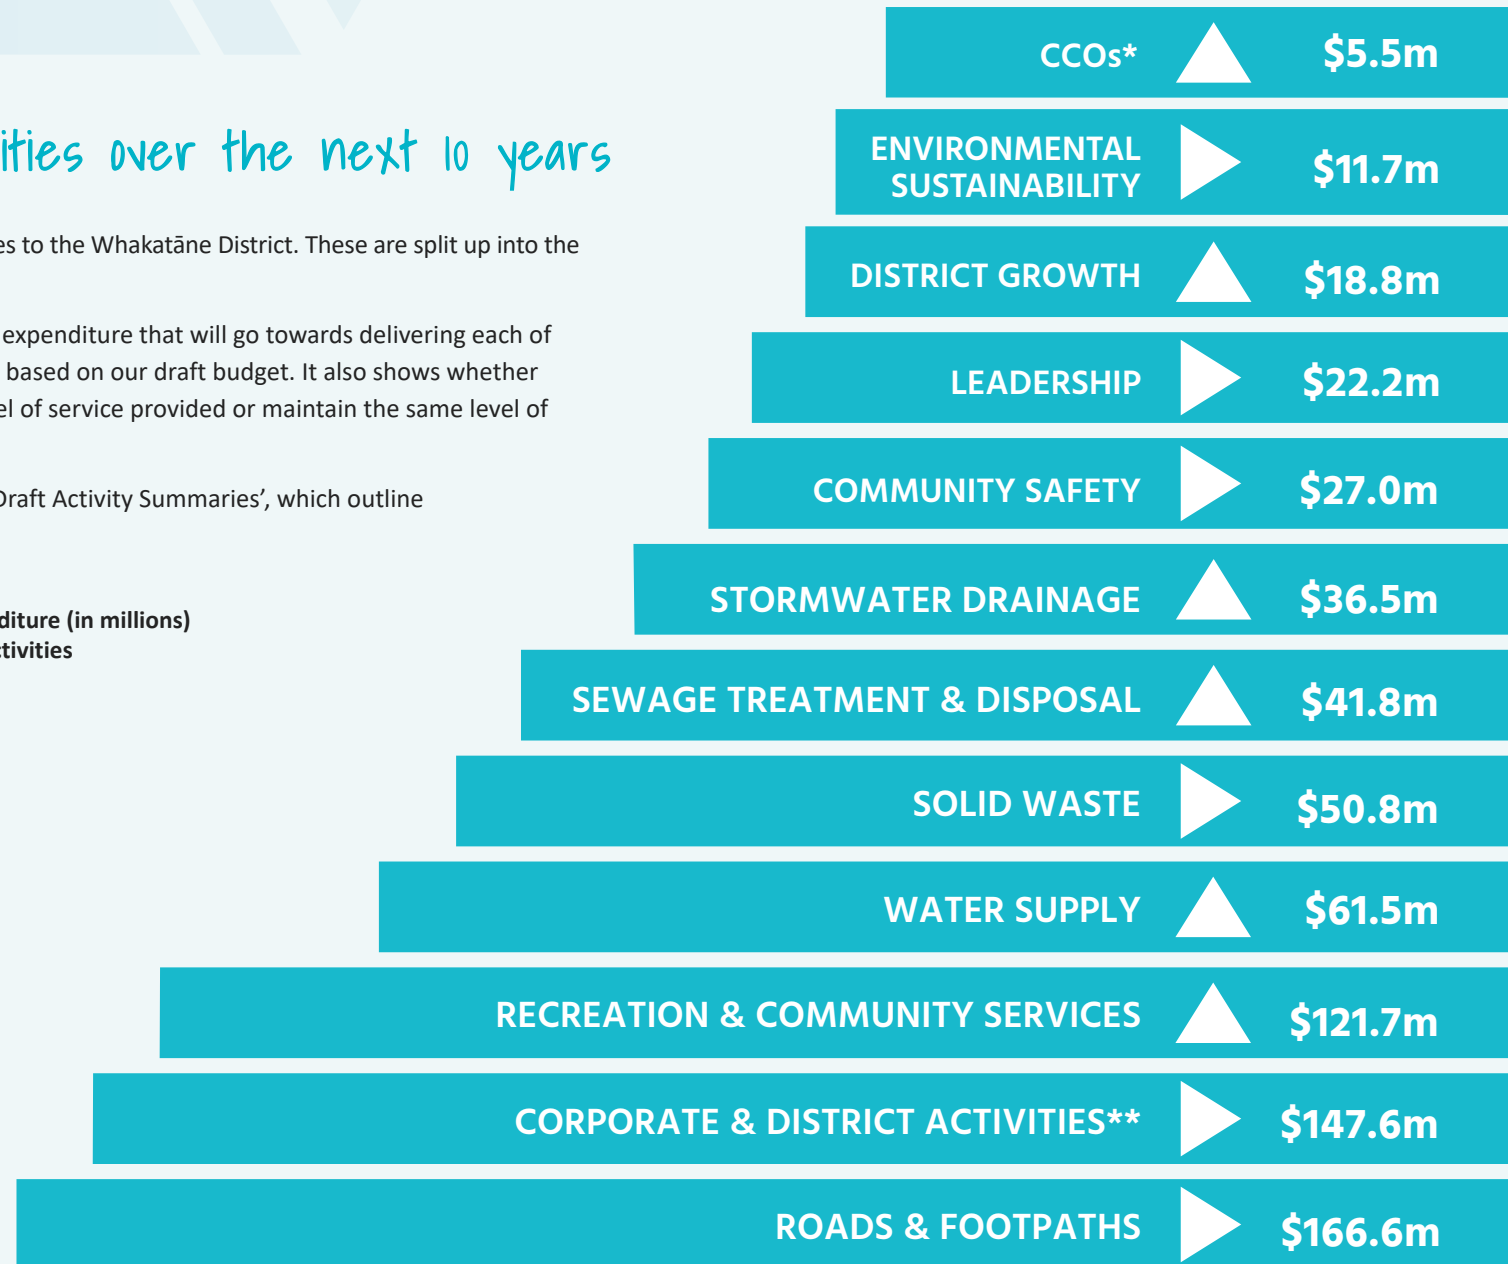 ities over the next 10 years
es to the Whakatāne District. These are split up into the
expenditure that will go towards delivering each of
based on our draft budget. It also shows whether
el of service provided or maintain the same level of
Draft Activity Summaries’, which outline
diture (in millions)
ctivities
CCOs* $5.5m
ENVIRONMENTAL
SUSTAINABILITY $11.7m
DISTRICT GROWTH $18.8m
LEADERSHIP $22.2m
COMMUNITY SAFETY $27.0m
STORMWATER DRAINAGE $36.5m
SEWAGE TREATMENT & DISPOSAL $41.8m
SOLID WASTE $50.8m
WATER SUPPLY $61.5m
RECREATION & COMMUNITY SERVICES $121.7m
CORPORATE & DISTRICT ACTIVITIES** $147.6m
ROADS & FOOTPATHS $166.6m